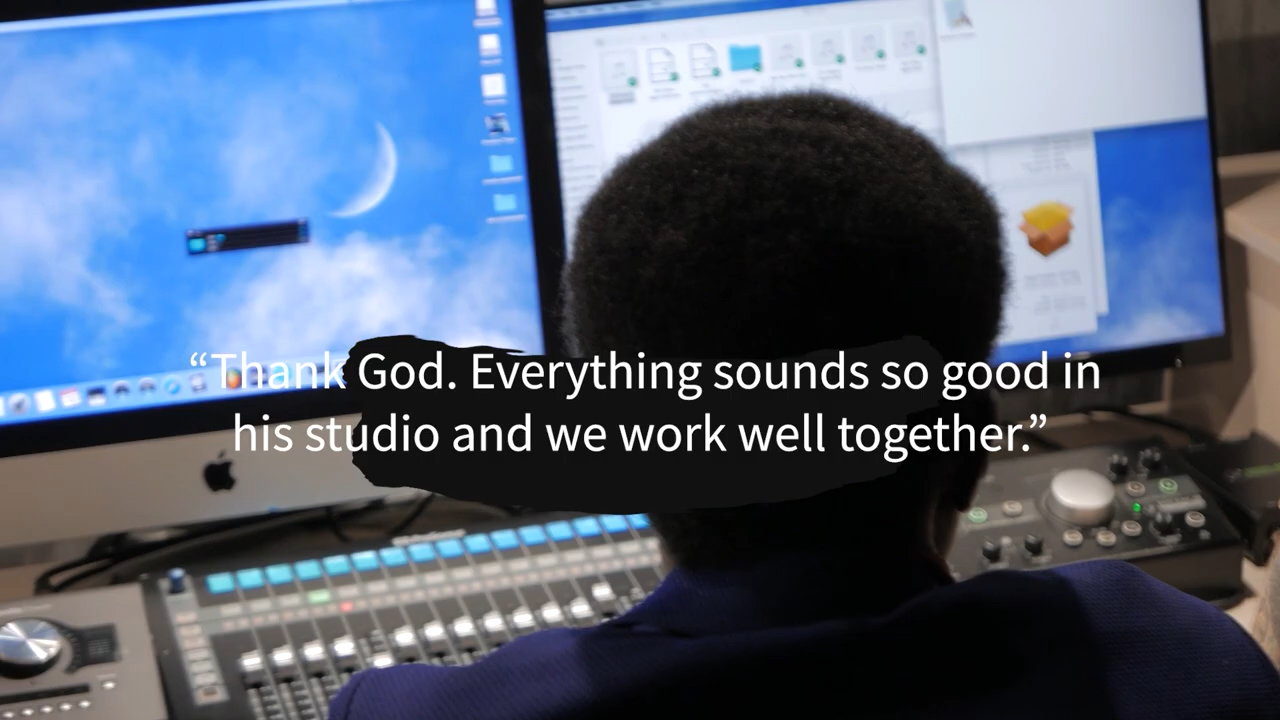 “Thank God. Everything sounds so good in
his studio and we work well together.”